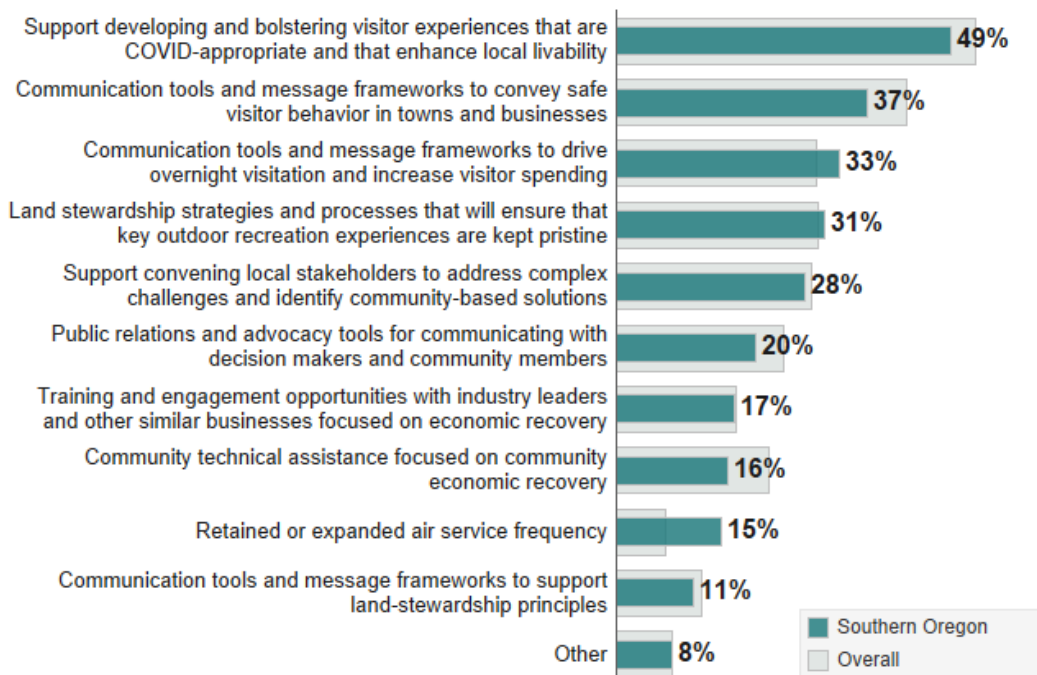 Support developing and bolstering visitor experiences that are
COVID-appropriate and that enhance local livability
49%
Communication tools and message frameworks to convey safe
visitor behavior in towns and businesses
37%
Communication tools and message frameworks to drive
overnight visitation and increase visitor spending
33%
Land stewardship strategies and processes that will ensure that
key outdoor recreation experiences are kept pristine
31%
Support convening local stakeholders to address complex
challenges and identify community-based solutions
28%
Public relations and advocacy tools for communicating with
decision makers and community members
20%
Training and engagement opportunities with industry leaders
and other similar businesses focused on economic recovery
17%
Community technical assistance focused on community
economic recovery
16%
Retained or expanded air service frequency
15%
Communication tools and message frameworks to support
land-stewardship principles
11%
Other
8%
Southern Oregon
Overall